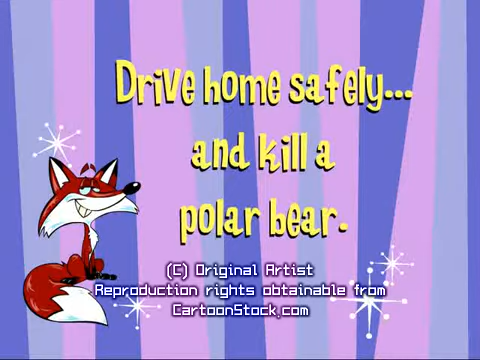 Drive home safely...
and kill a
polar bear.
(C) Original Artist
Reproduction rights obtainable from
CartoonStock.com